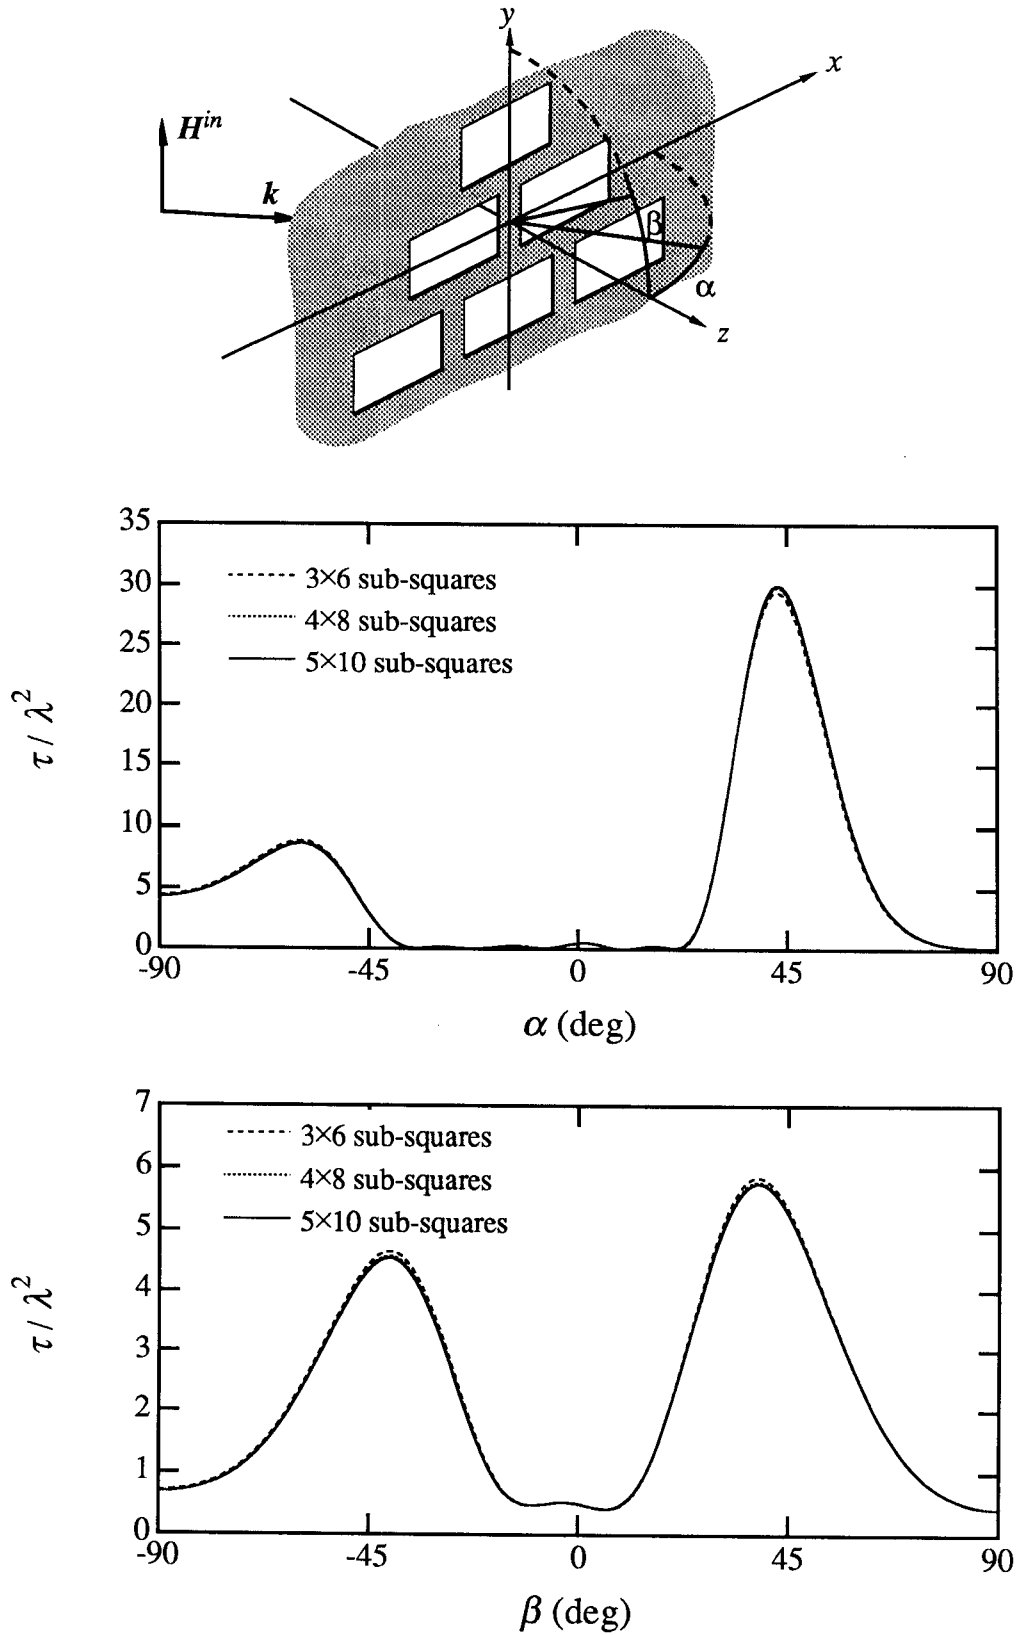 y
x
H^in
k
β
α
z
35
30
25
20
15
10
5
0
τ / λ²
3×6 sub-squares
4×8 sub-squares
5×10 sub-squares
-90 -45 0 45 90
α (deg)
7
6
5
4
3
2
1
0
τ / λ²
3×6 sub-squares
4×8 sub-squares
5×10 sub-squares
-90 -45 0 45 90
β (deg)